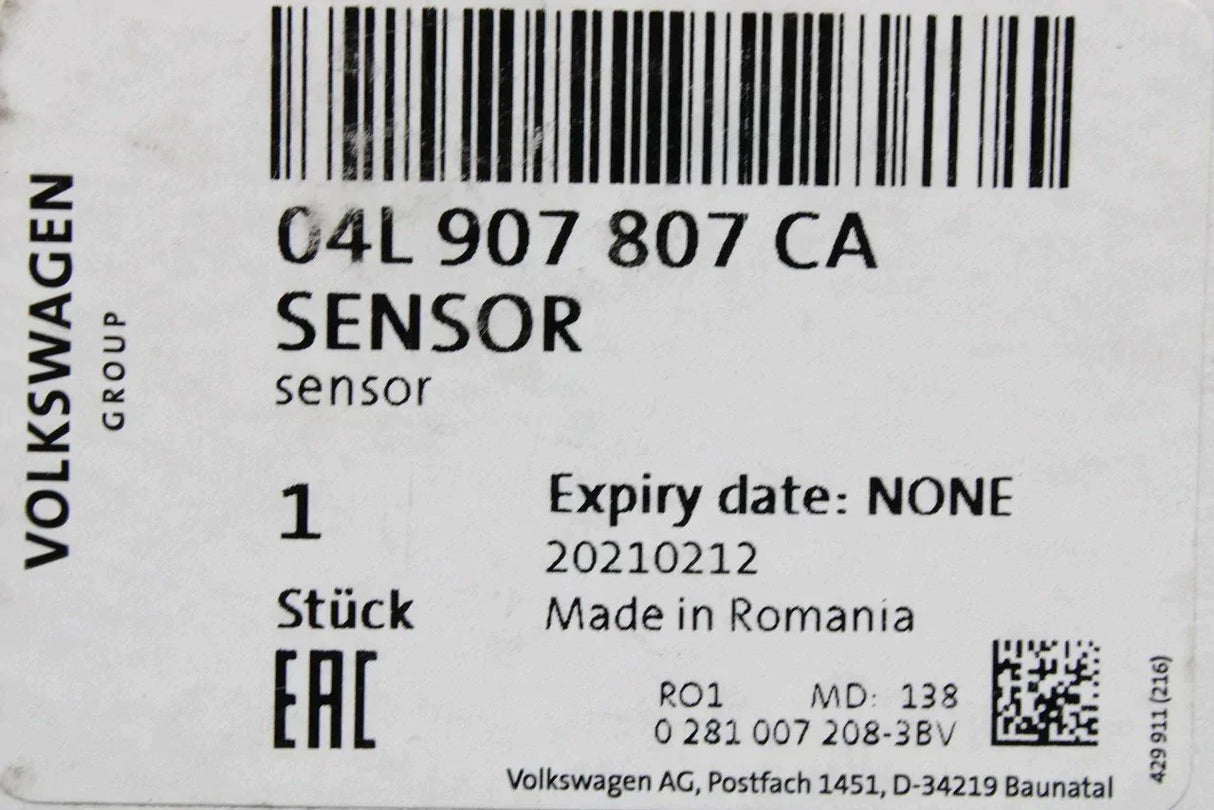 VOLKSWAGEN
GROUP
04L 907 807 CA
SENSOR
sensor
1
Expiry date: NONE
20210212
Stück
Made in Romania
EAC
RO1 MD: 138
0 281 007 208-3BV
Volkswagen AG, Postfach 1451, D-34219 Baunatal
429 911 (216)